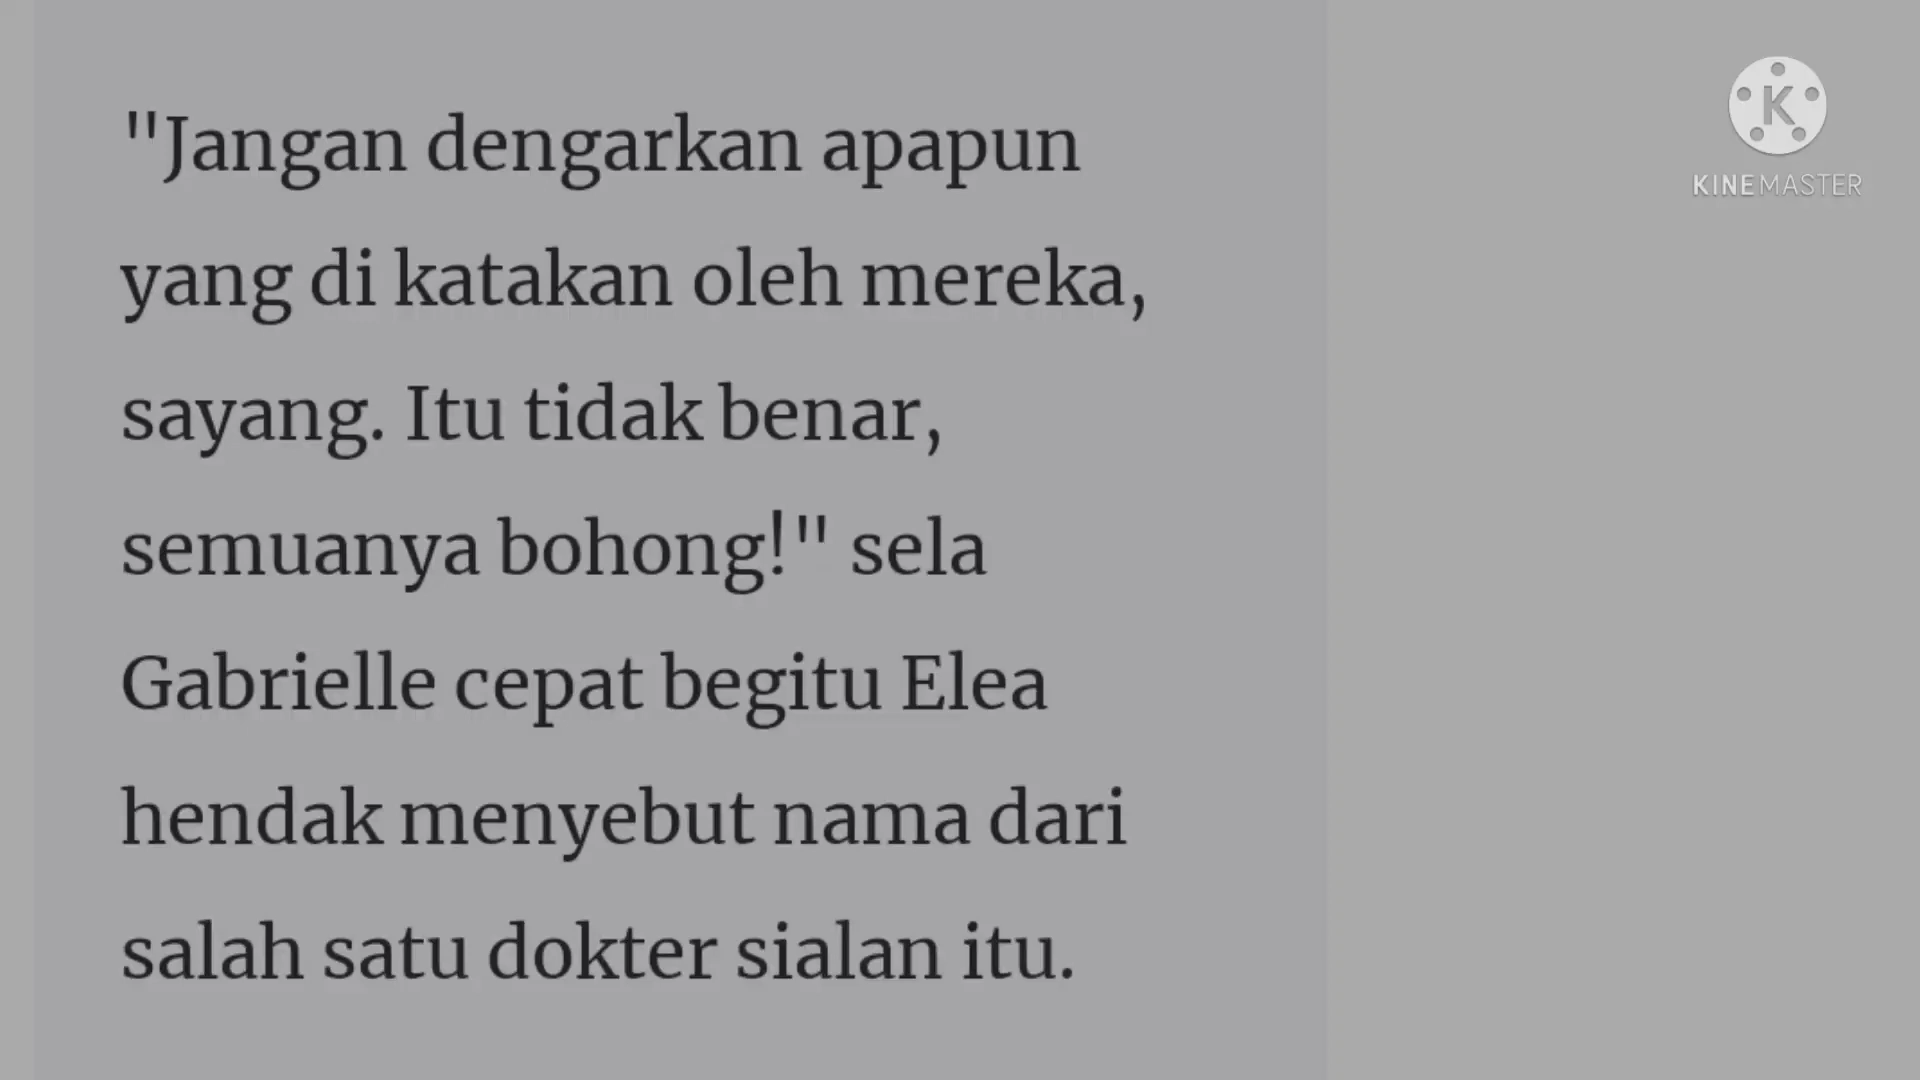 "Jangan dengarkan apapun
yang di katakan oleh mereka,
sayang. Itu tidak benar,
semuanya bohong!" sela
Gabrielle cepat begitu Elea
hendak menyebut nama dari
salah satu dokter sialan itu.
K
KINEMASTER